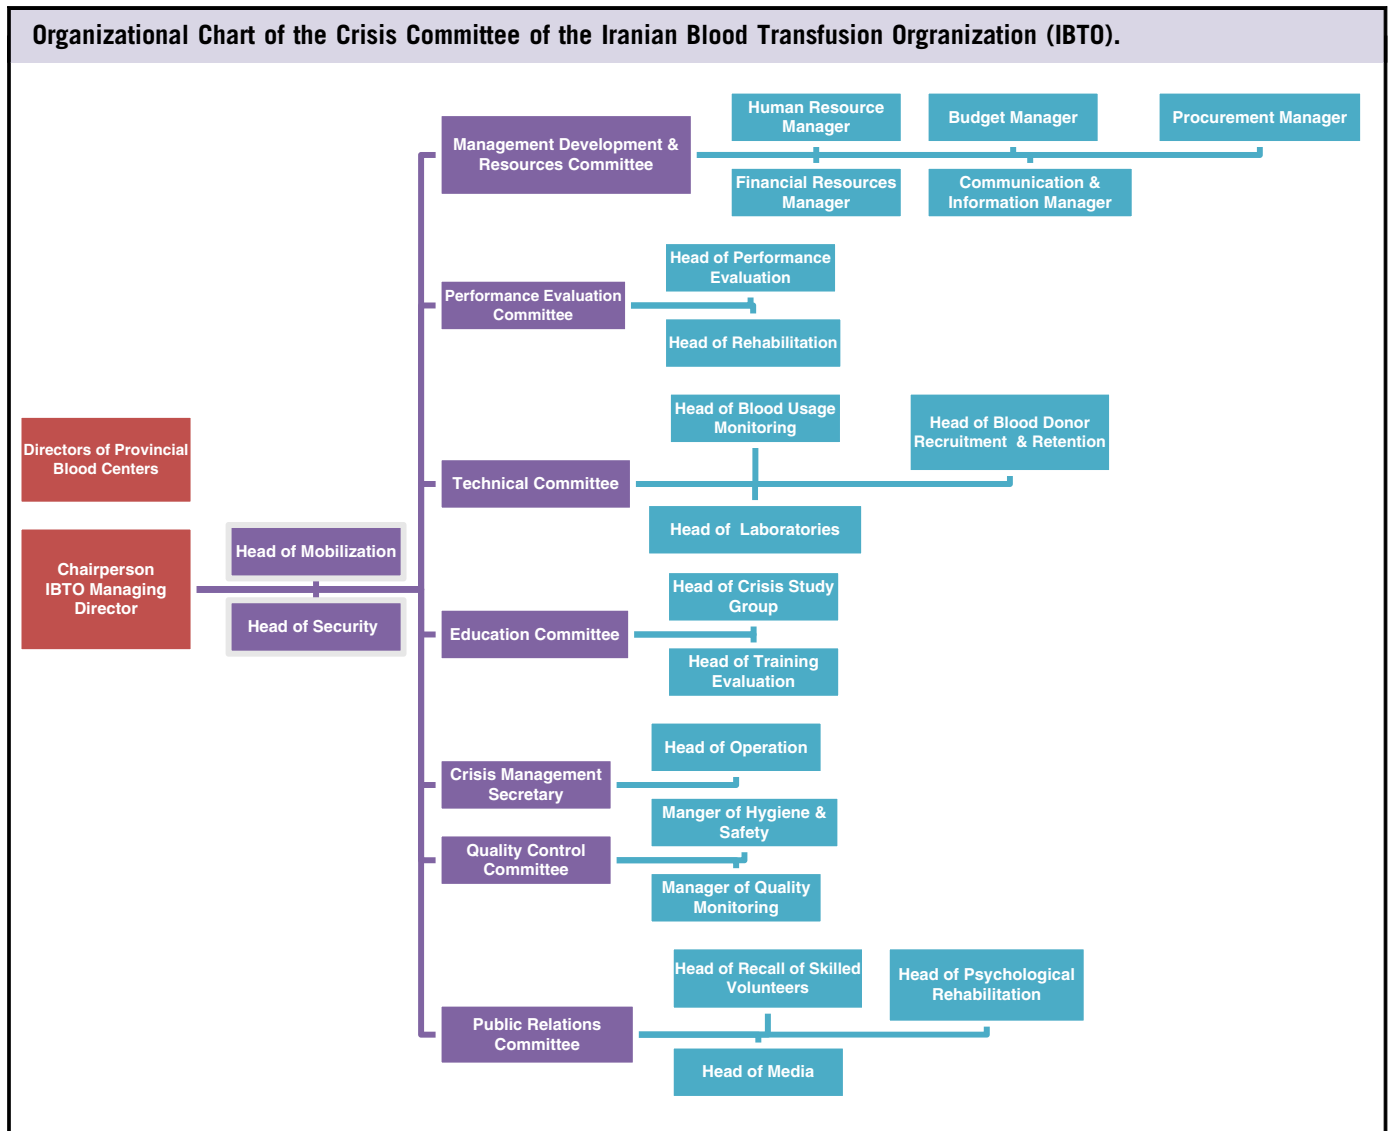 Organizational Chart of the Crisis Committee of the Iranian Blood Transfusion Orgranization (IBTO).
Directors of Provincial
Blood Centers
Chairperson
IBTO Managing
Director
Head of Mobilization
Head of Security
Management Development &
Resources Committee
Human Resource
Manager
Budget Manager
Procurement Manager
Financial Resources
Manager
Communication &
Information Manager
Performance Evaluation
Committee
Head of Performance
Evaluation
Head of Rehabilitation
Technical Committee
Head of Blood Usage
Monitoring
Head of Blood Donor
Recruitment & Retention
Head of Laboratories
Education Committee
Head of Crisis Study
Group
Head of Training
Evaluation
Crisis Management
Secretary
Head of Operation
Quality Control
Committee
Manger of Hygiene &
Safety
Manager of Quality
Monitoring
Public Relations
Committee
Head of Recall of Skilled
Volunteers
Head of Psychological
Rehabilitation
Head of Media